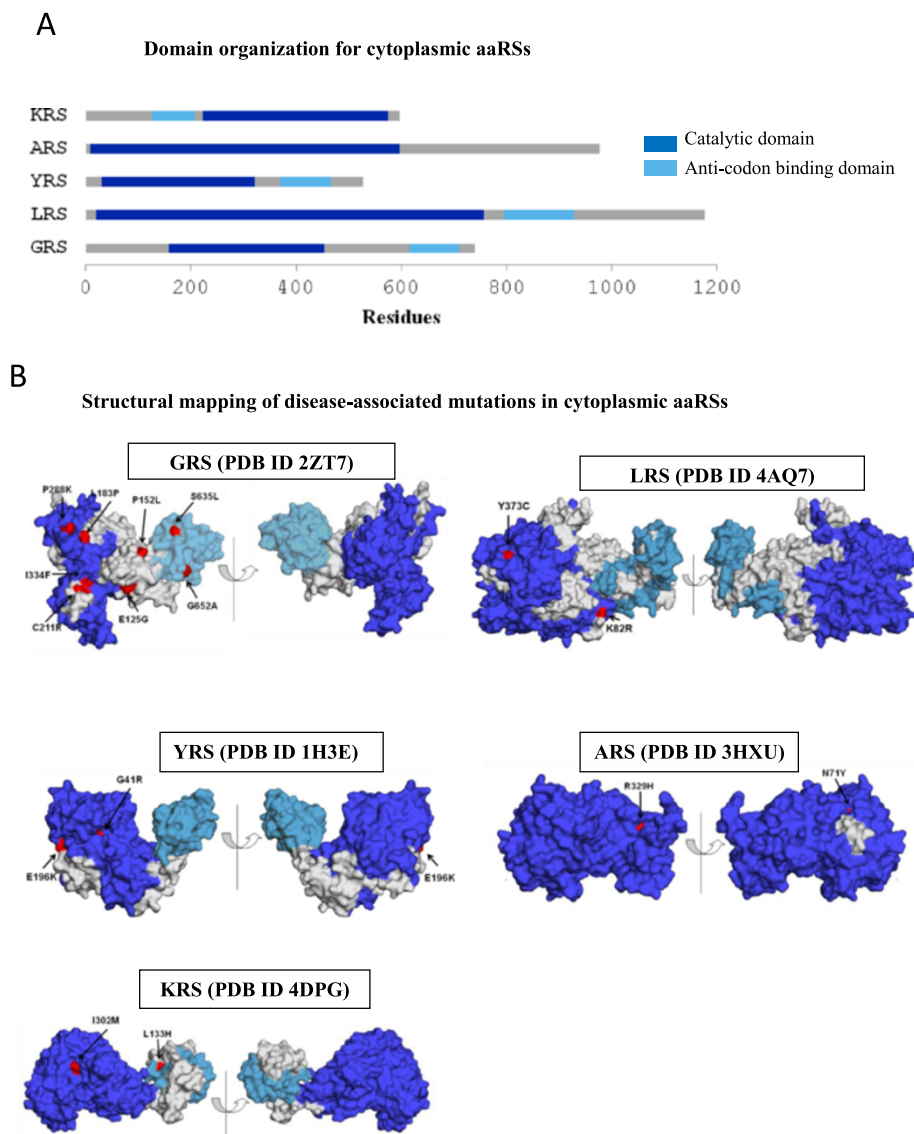 A
Domain organization for cytoplasmic aaRSs
KRS
ARS
YRS
LRS
GRS
Catalytic domain
Anti-codon binding domain
0 200 400 600 800 1000 1200
Residues
B
Structural mapping of disease-associated mutations in cytoplasmic aaRSs
GRS (PDB ID 2ZT7)
P288K
L183P
P152L
S635L
I334F
C211R
E125G
G652A
LRS (PDB ID 4AQ7)
Y373C
K82R
YRS (PDB ID 1H3E)
G41R
E196K
E196K
ARS (PDB ID 3HXU)
R329H
N71Y
KRS (PDB ID 4DPG)
I302M
L133H